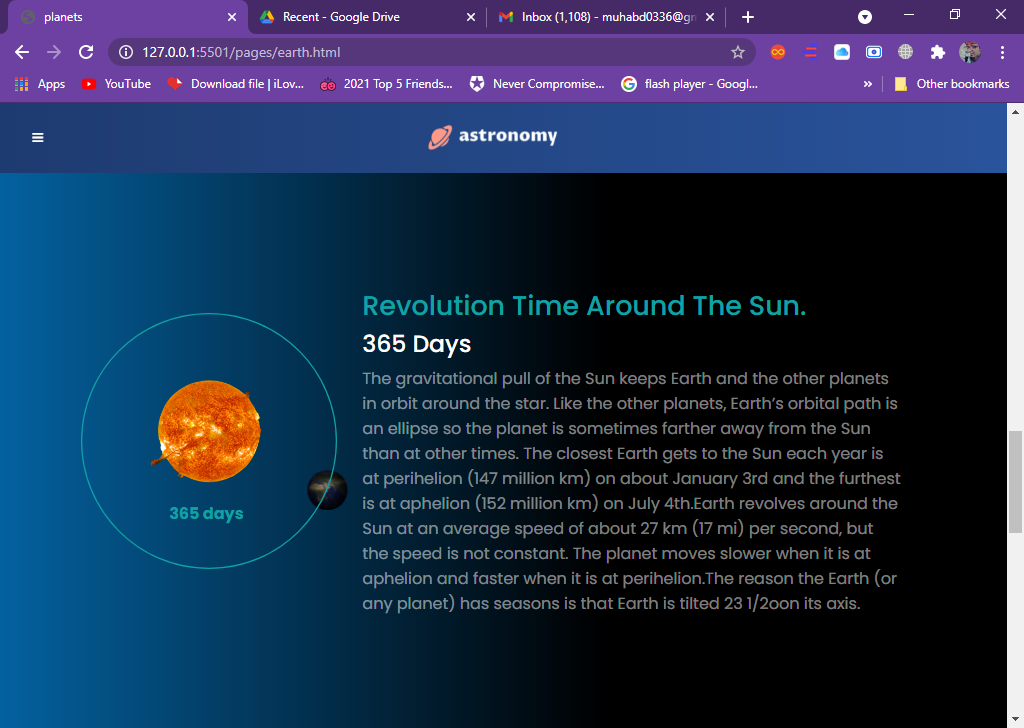 planets
Recent - Google Drive
Inbox (1,108) - muhabd0336@gm
127.0.0.1:5501/pages/earth.html
Apps
YouTube
Download file | iLov...
2021 Top 5 Friends...
Never Compromise...
flash player - Googl...
Other bookmarks
astronomy
Revolution Time Around The Sun.
365 Days
The gravitational pull of the Sun keeps Earth and the other planets
in orbit around the star. Like the other planets, Earth’s orbital path is
an ellipse so the planet is sometimes farther away from the Sun
than at other times. The closest Earth gets to the Sun each year is
at perihelion (147 million km) on about January 3rd and the furthest
is at aphelion (152 million km) on July 4th.Earth revolves around the
Sun at an average speed of about 27 km (17 mi) per second, but
the speed is not constant. The planet moves slower when it is at
aphelion and faster when it is at perihelion.The reason the Earth (or
any planet) has seasons is that Earth is tilted 23 1/2oon its axis.
365 days